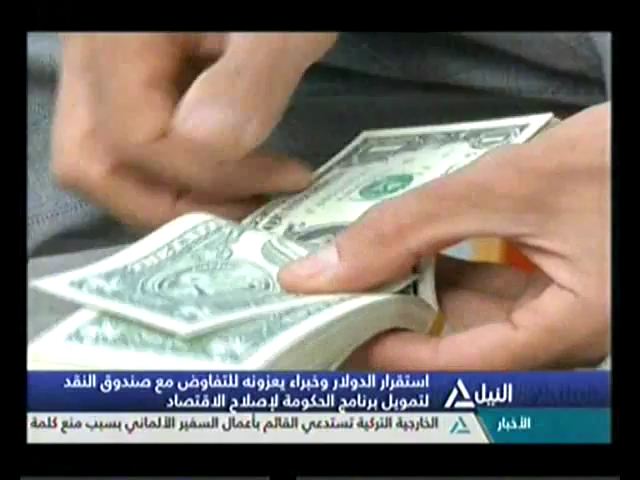 استقرار الدولار وخبراء يعزونه للتفاوض مع صندوق النقد
لتمويل برنامج الحكومة لإصلاح الاقتصاد
النيل
الأخبار
الخارجية التركية تستدعي القائم بأعمال السفير الألماني بسبب منع كلمة